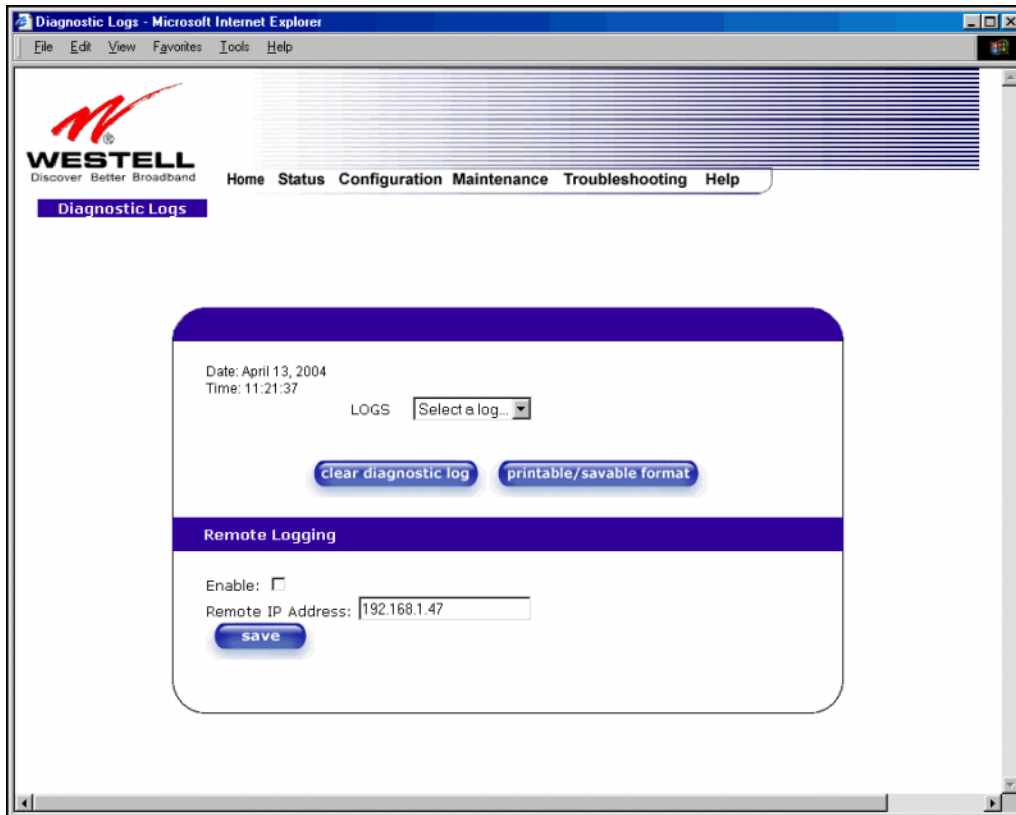 Diagnostic Logs - Microsoft Internet Explorer
File Edit View Favorites Tools Help
®
WESTELL
Discover Better Broadband
Home Status Configuration Maintenance Troubleshooting Help
Diagnostic Logs
Date: April 13, 2004
Time: 11:21:37
LOGS Select a log...
clear diagnostic log printable/savable format
Remote Logging
Enable:
Remote IP Address: 192.168.1.47
save